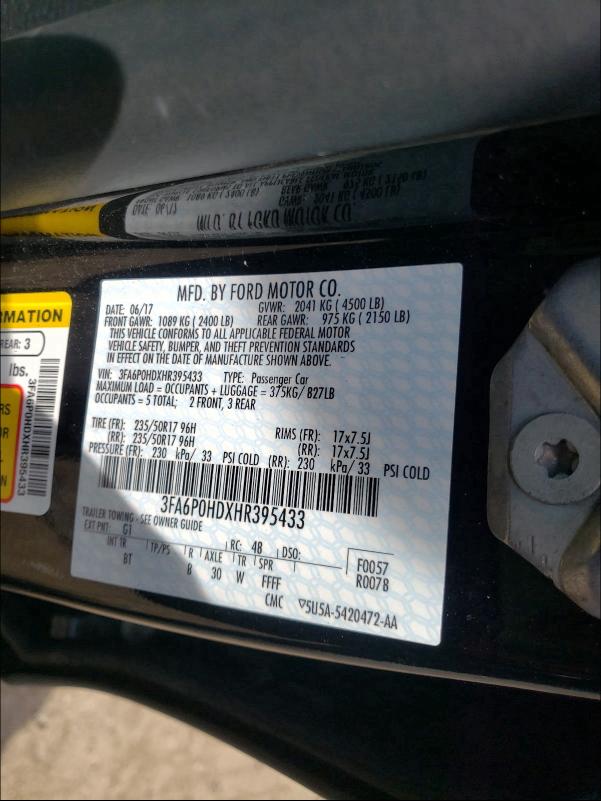 MFD. BY FORD MOTOR CO.
DATE: 06/17 GVWR: 2041 KG ( 4500 LB)
FRONT GAWR: 1089 KG ( 2400 LB) REAR GAWR: 975 KG ( 2150 LB)
THIS VEHICLE CONFORMS TO ALL APPLICABLE FEDERAL MOTOR
VEHICLE SAFETY, BUMPER, AND THEFT PREVENTION STANDARDS
IN EFFECT ON THE DATE OF MANUFACTURE SHOWN ABOVE.
VIN: 3FA6P0HDXHR395433 TYPE: Passenger Car
MAXIMUM LOAD = OCCUPANTS + LUGGAGE = 375KG/ 827LB
OCCUPANTS = 5 TOTAL; 2 FRONT, 3 REAR
TIRE (FR): 235/50R17 96H RIMS (FR): 17x7.5J
(RR): 235/50R17 96H (RR): 17x7.5J
PRESSURE (FR): 230 kPa/ 33 PSI COLD (RR): 230 kPa/ 33 PSI COLD
3FA6P0HDXHR395433
TRAILER TOWING - SEE OWNER GUIDE
EXT PNT: G1 RC: 48 DSO: F0057
INT TR TP/PS R AXLE TR SPR R0078
BT B 30 W FFFF
CMC 5U5A-5420472-AA
RMATION
REAR: 3
lbs.
3FA6P0HDXHR395433